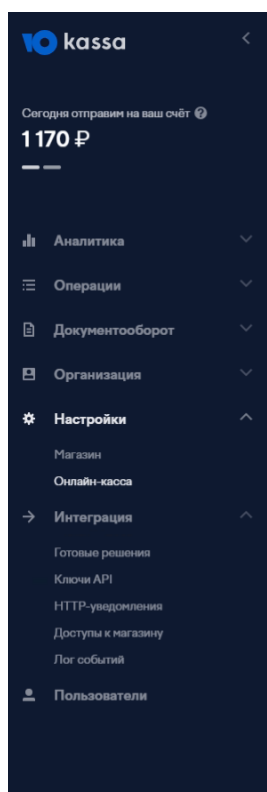 Ю kassa
Сегодня отправим на ваш счёт ?
1 170 ₽
Аналитика
Операции
Документооборот
Организация
Настройки
Магазин
Онлайн-касса
Интеграция
Готовые решения
Ключи API
HTTP-уведомления
Доступы к магазину
Лог событий
Пользователи